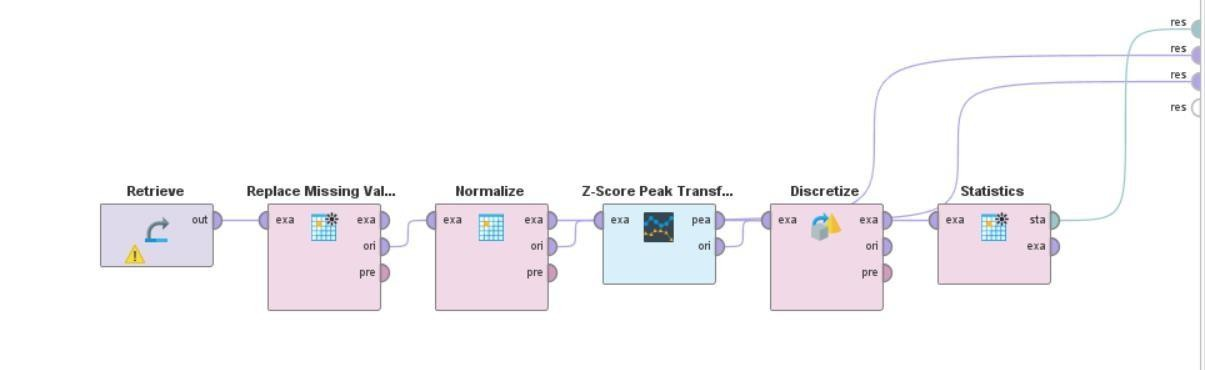 res
res
res
res
Retrieve
Replace Missing Val...
Normalize
Z-Score Peak Transf...
Discretize
Statistics
out
exa exa
exa exa
exa pea
exa exa
exa sta
ori
ori
ori
ori
exa
pre
pre
pre